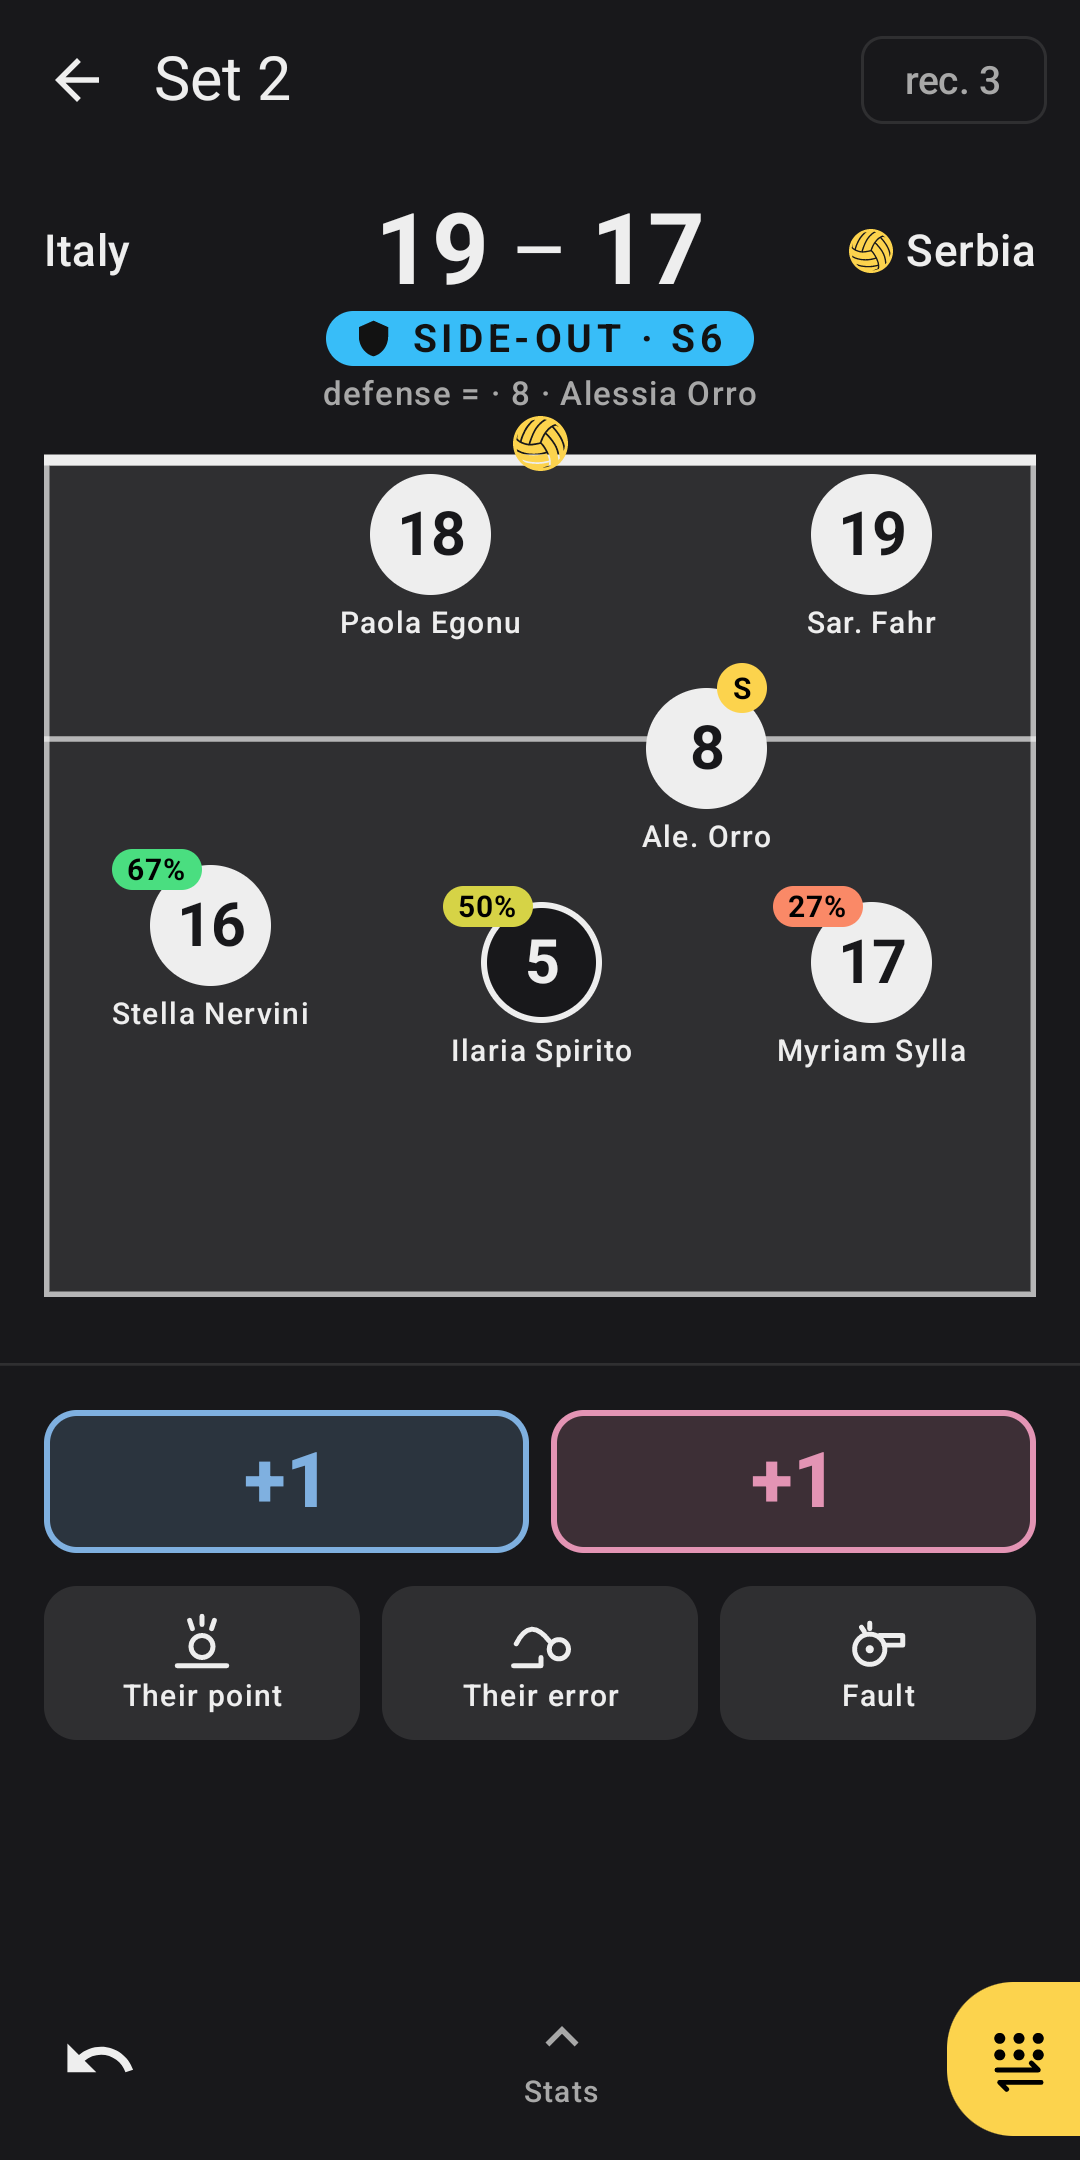 Set 2
rec. 3
Italy
19 – 17
Serbia
SIDE-OUT · S6
defense = · 8 · Alessia Orro
18
Paola Egonu
19
Sar. Fahr
S
8
Ale. Orro
67%
16
Stella Nervini
50%
5
Ilaria Spirito
27%
17
Myriam Sylla
+1
+1
Their point
Their error
Fault
Stats